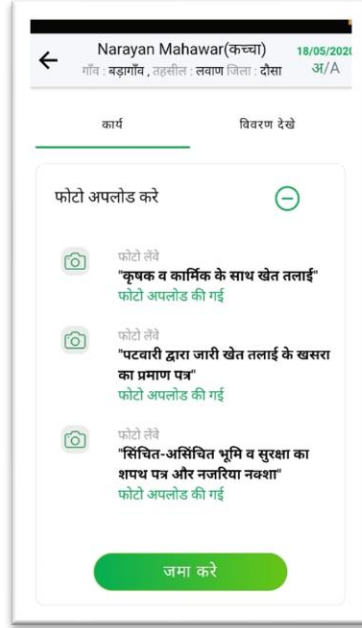 Narayan Mahawar(कच्चा) 18/05/2020
गाँव : बड़ागाँव , तहसील : लवाण जिला : दौसा अ/A
कार्य विवरण देखे
फोटो अपलोड करे
फोटो लेंवे
"कृषक व कार्मिक के साथ खेत तलाई"
फोटो अपलोड की गई
फोटो लेंवे
"पटवारी द्वारा जारी खेत तलाई के खसरा
का प्रमाण पत्र"
फोटो अपलोड की गई
फोटो लेंवे
"सिंचित-असिंचित भूमि व सुरक्षा का
शपथ पत्र और नजरिया नक्शा"
फोटो अपलोड की गई
जमा करे